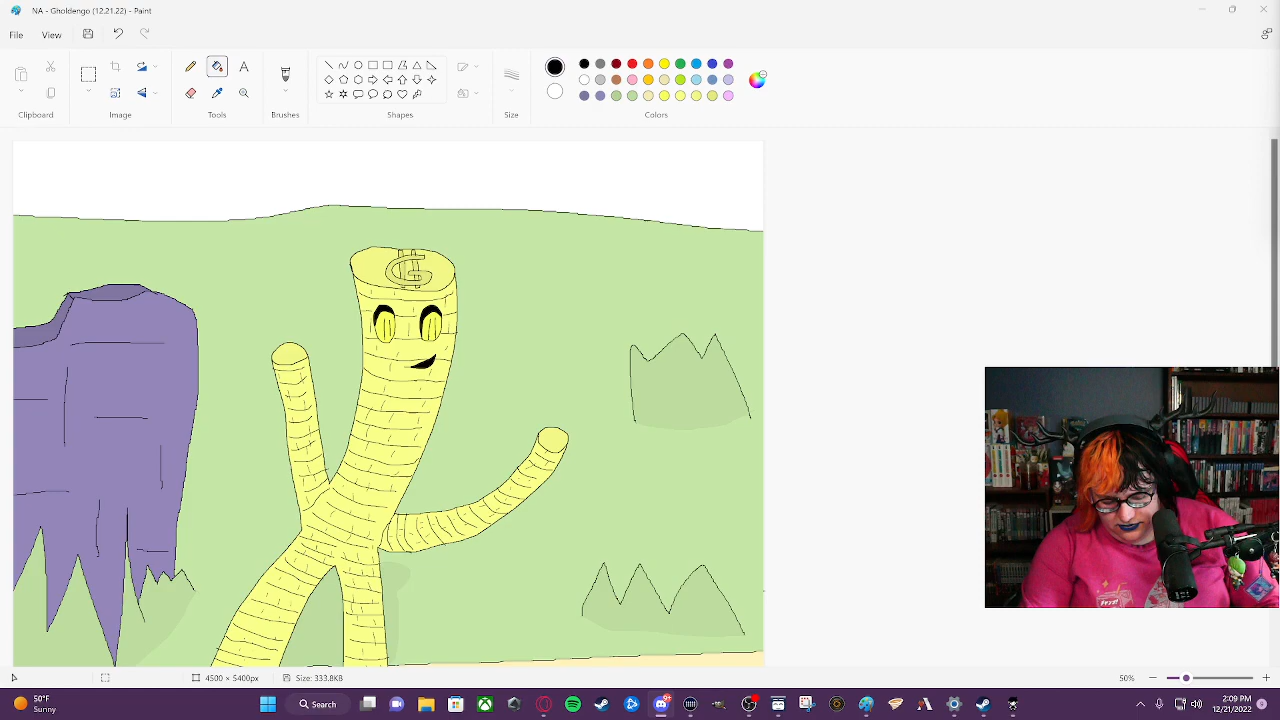 NA - Gholdengo (12.21.22) - Paint
File View
A
Clipboard Image Tools Brushes Shapes Size Colors
G
4500 × 5400px Size: 333.8KB 50%
50°F
Sunny
Search
2:09 PM
12/21/2022